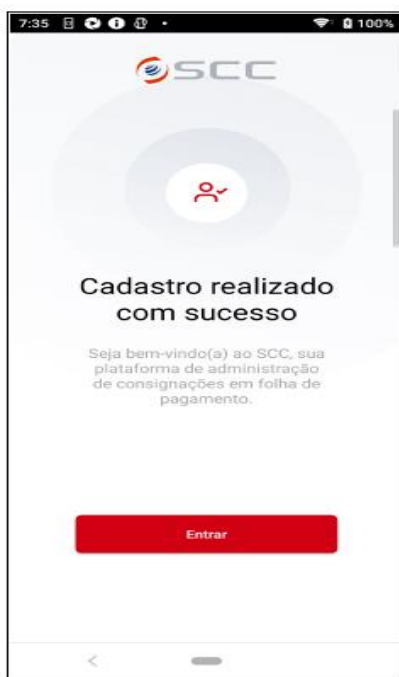 7:35
100%
SCC
Cadastro realizado
com sucesso
Seja bem-vindo(a) ao SCC, sua
plataforma de administração
de consignações em folha de
pagamento.
Entrar